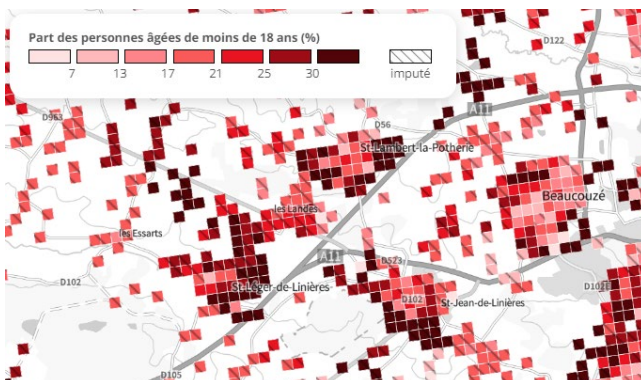 Part des personnes âgées de moins de 18 ans (%)
7 13 17 21 25 30 imputé
D122
A11
D963
D56
St-Lambert-la-Potherie
Beaucouzé
les Landes
les Essarts
A11
D523
D102
St-Léger-de-Linières
D102
St-Jean-de-Linières
D105